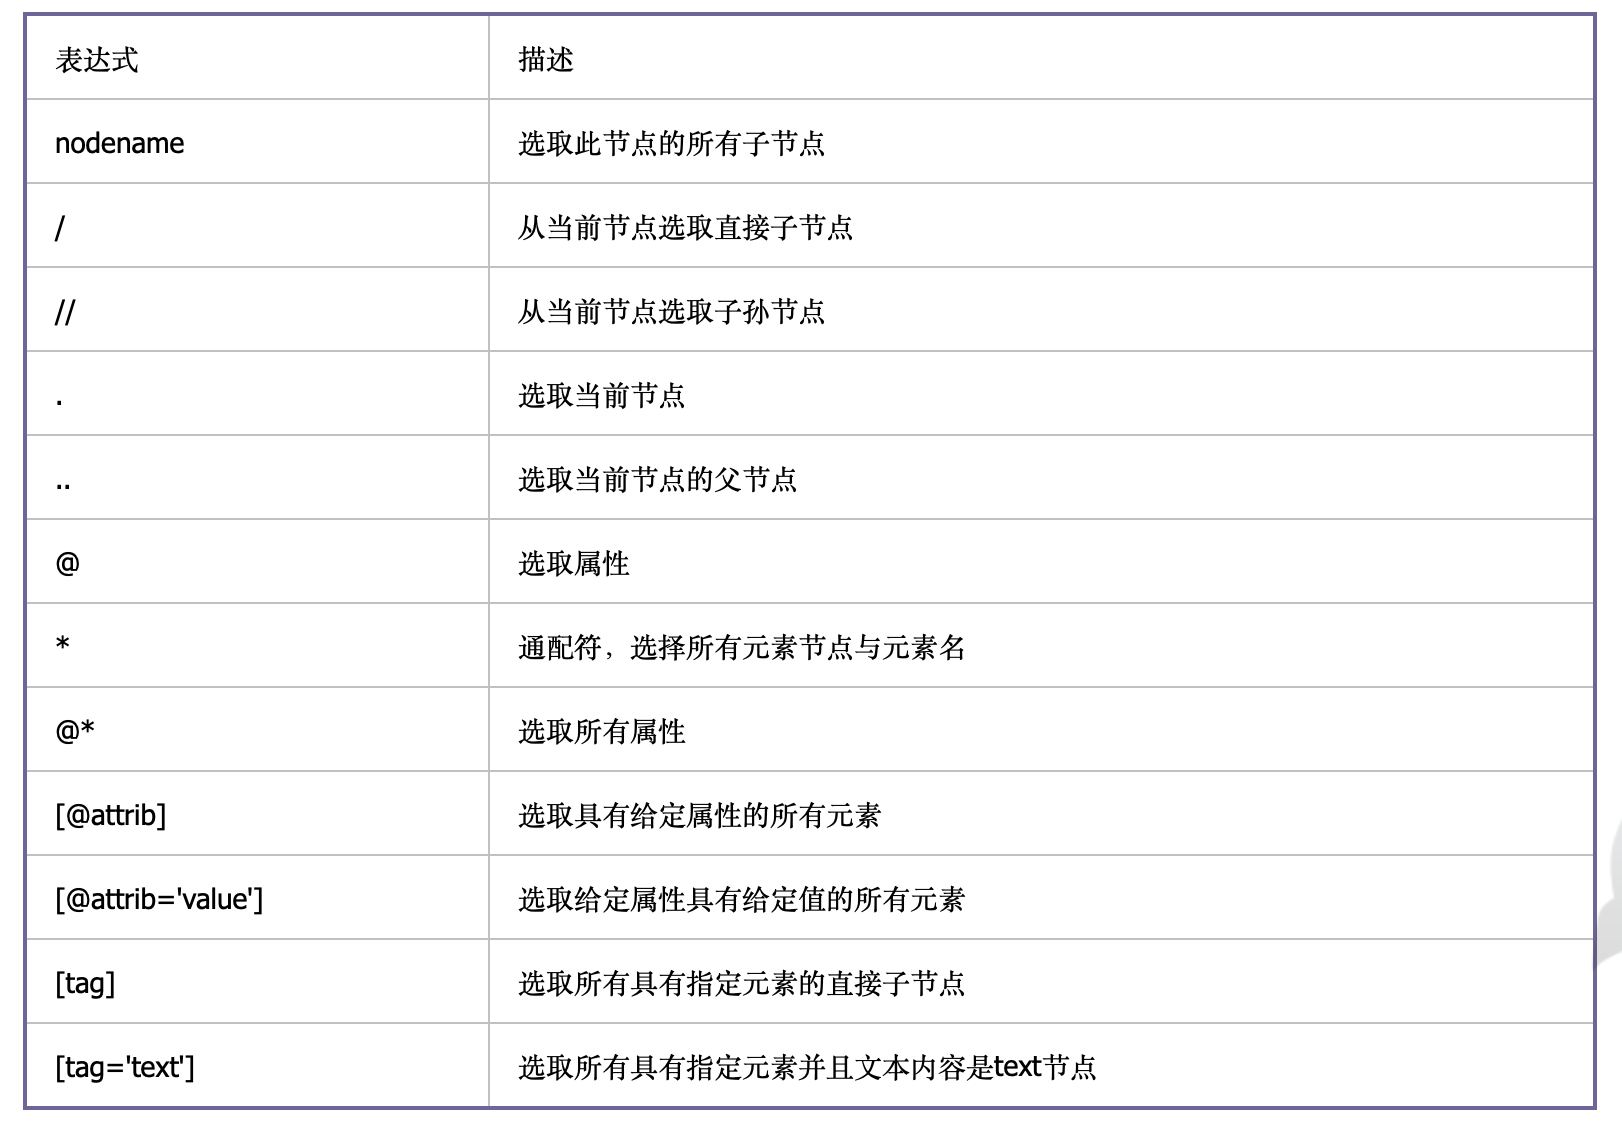 表达式 描述
nodename 选取此节点的所有子节点
/ 从当前节点选取直接子节点
// 从当前节点选取子孙节点
. 选取当前节点
.. 选取当前节点的父节点
@ 选取属性
* 通配符，选择所有元素节点与元素名
@* 选取所有属性
[@attrib] 选取具有给定属性的所有元素
[@attrib='value'] 选取给定属性具有给定值的所有元素
[tag] 选取所有具有指定元素的直接子节点
[tag='text'] 选取所有具有指定元素并且文本内容是text节点